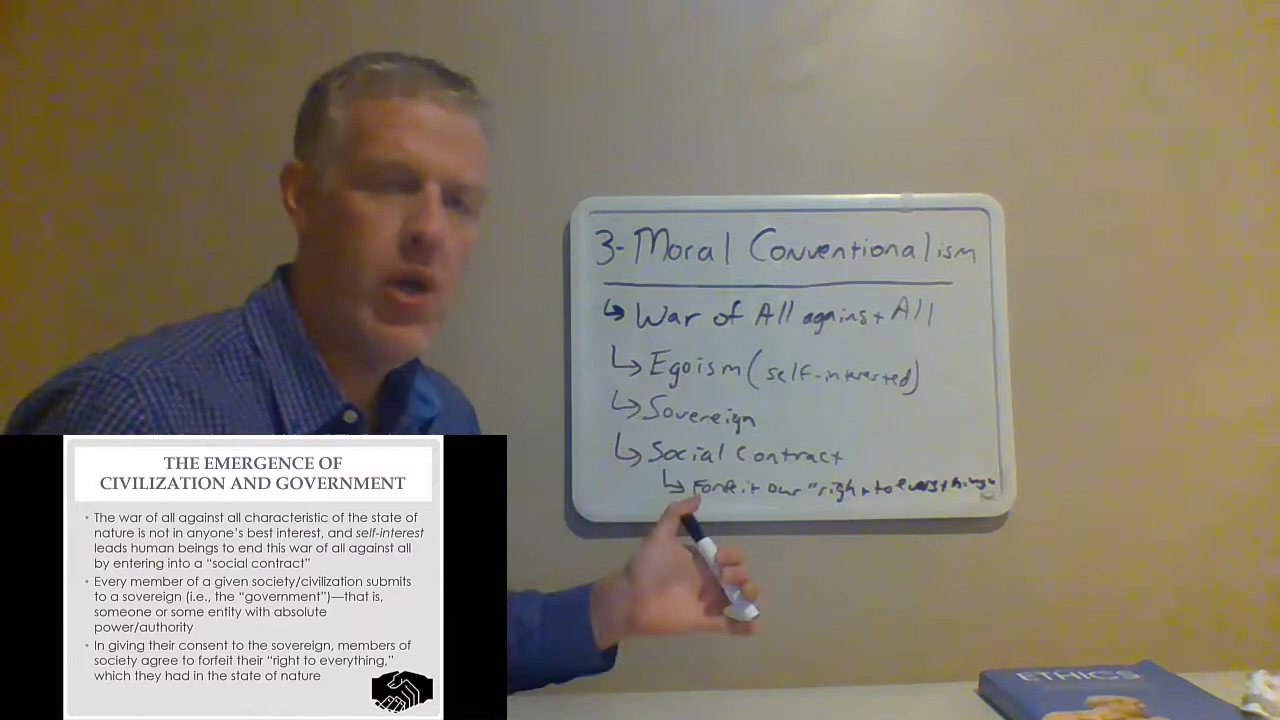 3-Moral Conventionalism
↳ War of All against All
↳ Egoism (self-interested)
↳ Sovereign
↳ Social Contract
↳ Forfeit our "right to everything"
THE EMERGENCE OF
CIVILIZATION AND GOVERNMENT
• The war of all against all characteristic of the state of
nature is not in anyone's best interest, and self-interest
leads human beings to end this war of all against all
by entering into a "social contract"
• Every member of a given society/civilization submits
to a sovereign (i.e., the "government")—that is,
someone or some entity with absolute
power/authority
• In giving their consent to the sovereign, members of
society agree to forfeit their "right to everything,"
which they had in the state of nature
ETHICS